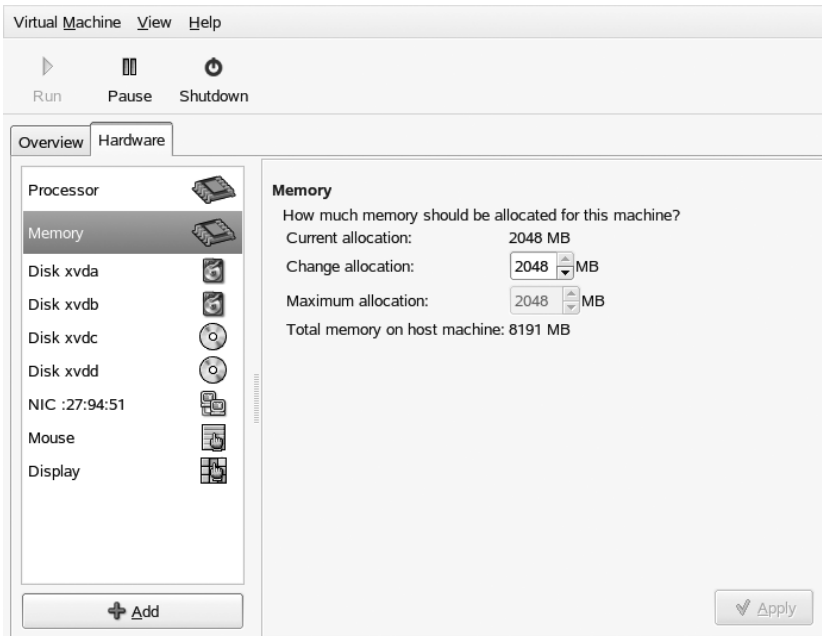 Virtual Machine View Help
Run Pause Shutdown
Overview Hardware
Processor
Memory
Disk xvda
Disk xvdb
Disk xvdc
Disk xvdd
NIC :27:94:51
Mouse
Display
Add
Memory
How much memory should be allocated for this machine?
Current allocation: 2048 MB
Change allocation: 2048 MB
Maximum allocation: 2048 MB
Total memory on host machine: 8191 MB
Apply